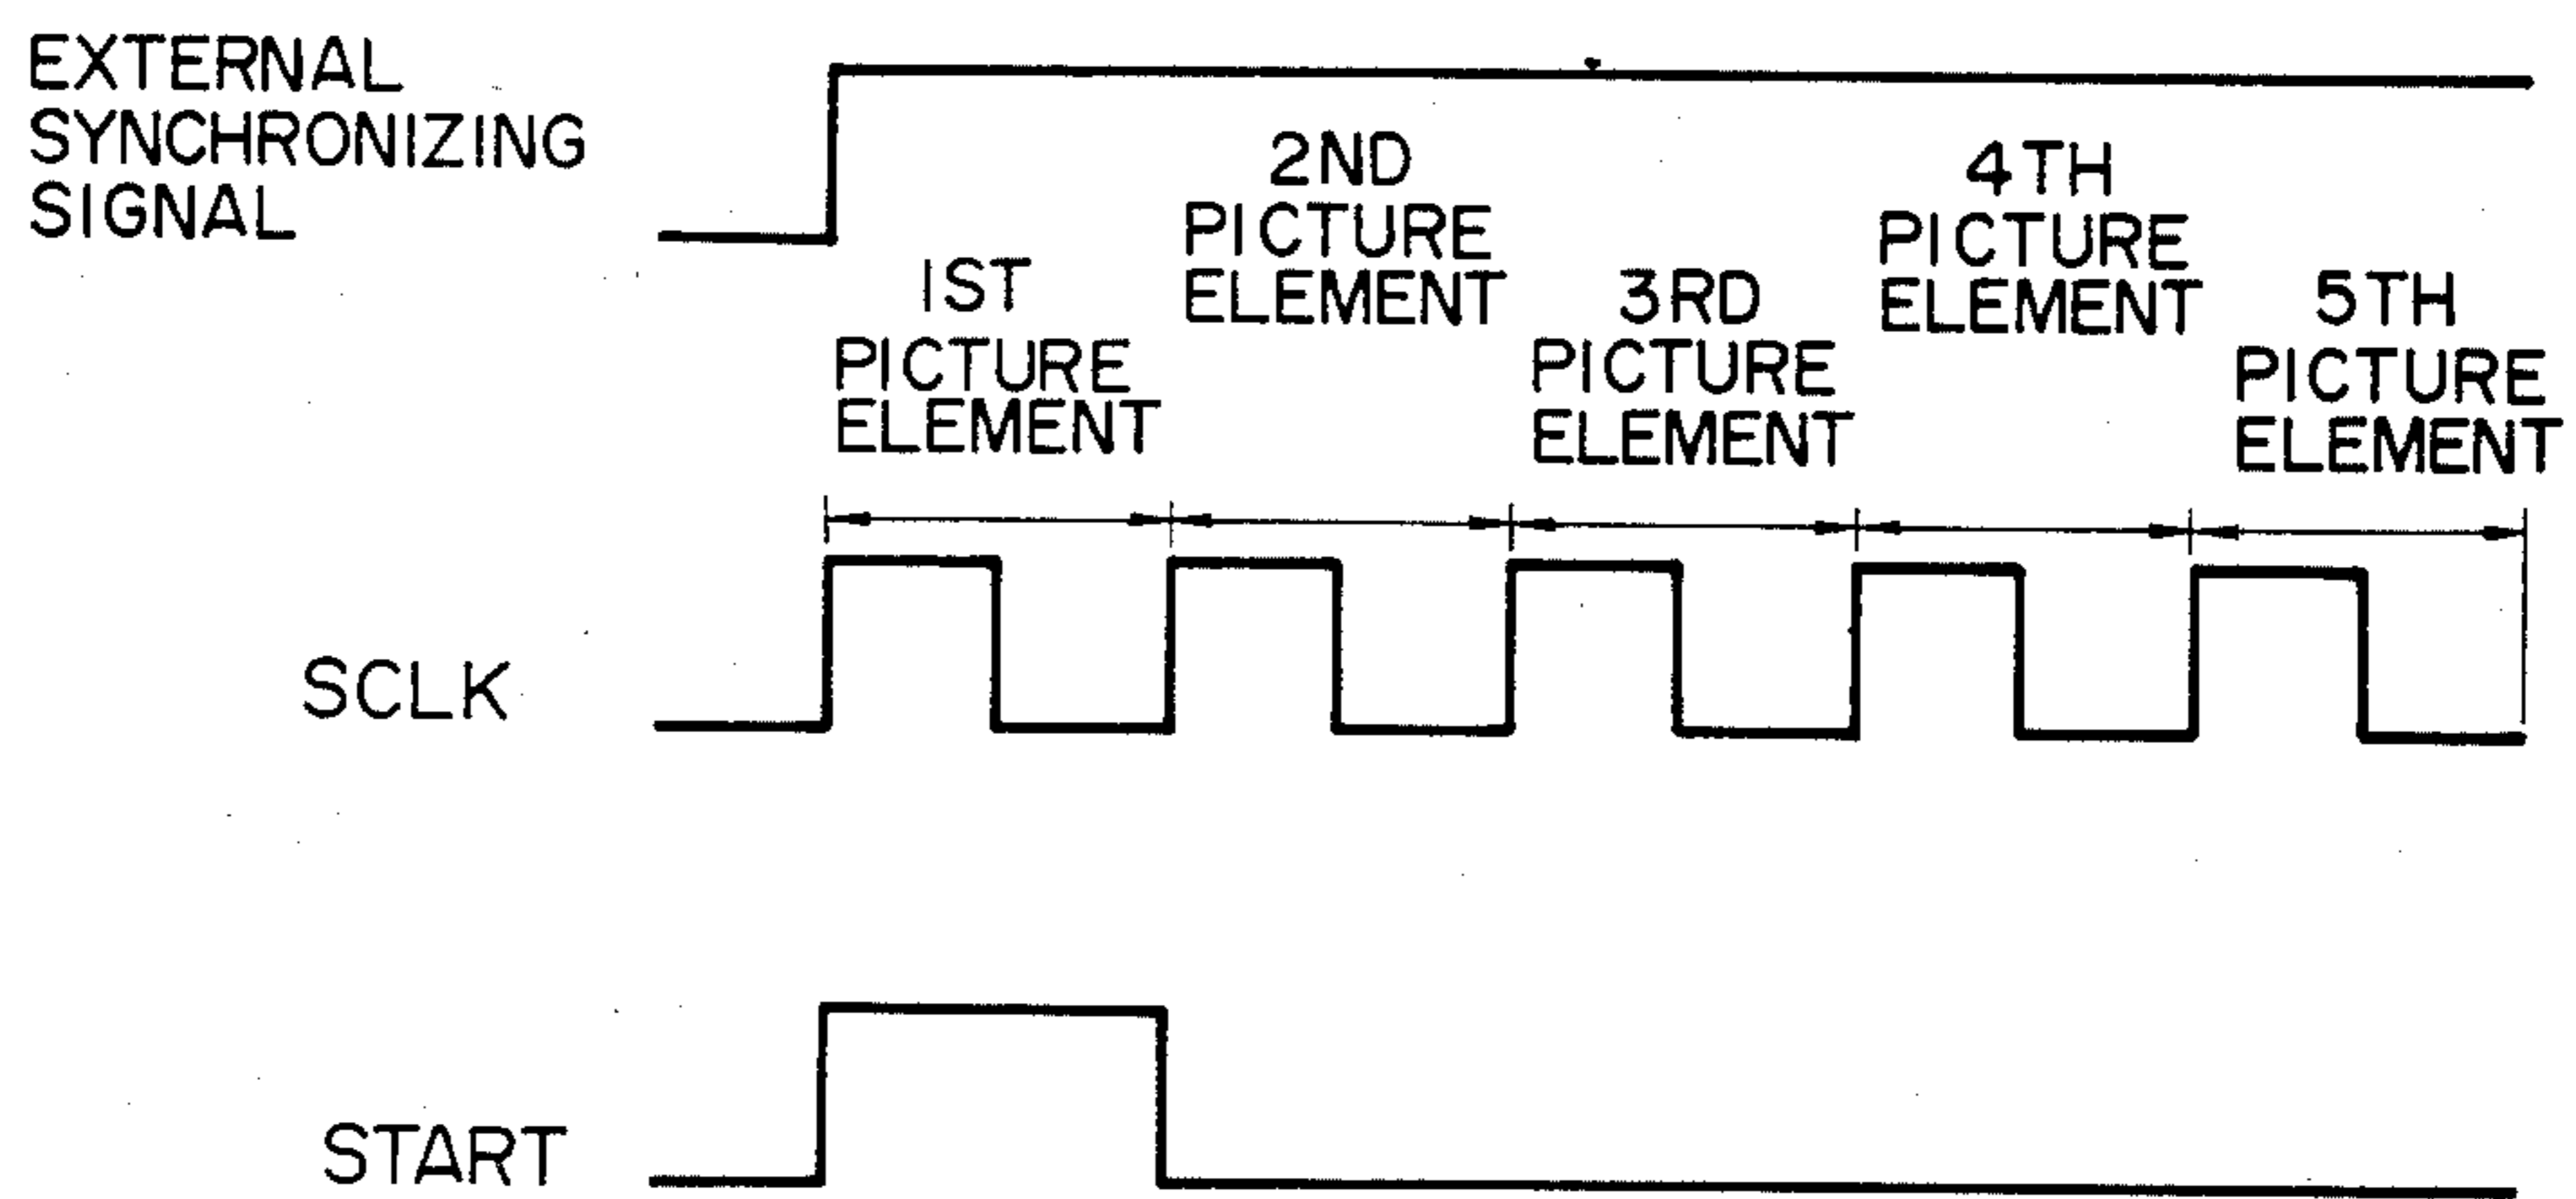 EXTERNAL
SYNCHRONIZING
SIGNAL
1ST
PICTURE
ELEMENT
2ND
PICTURE
ELEMENT
3RD
PICTURE
ELEMENT
4TH
PICTURE
ELEMENT
5TH
PICTURE
ELEMENT
SCLK
START